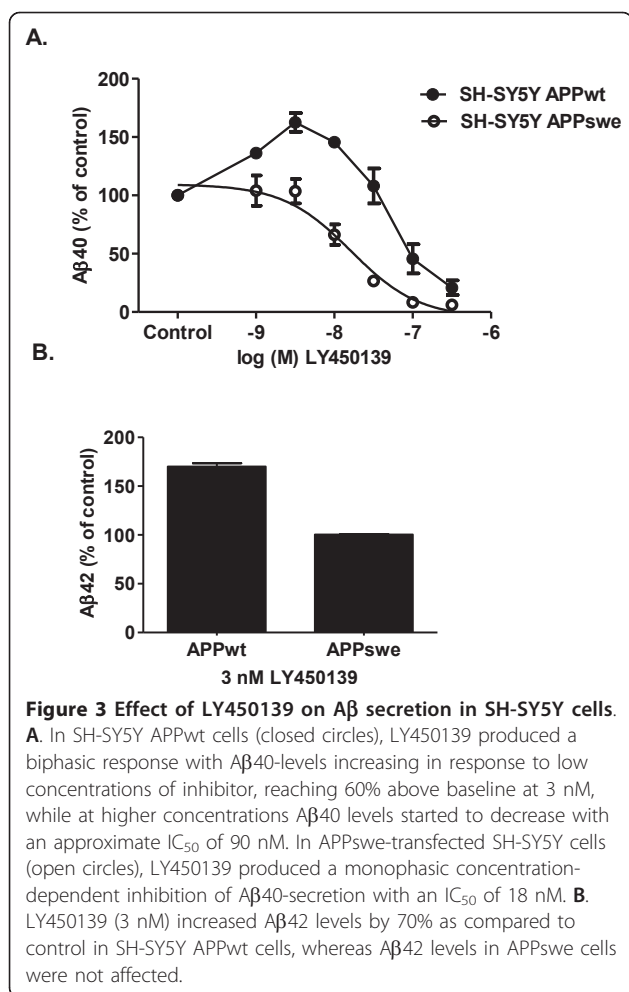 A.
200
150
100
50
0
Aβ40 (% of control)
SH-SY5Y APPwt
SH-SY5Y APPswe
Control
-9
-8
-7
-6
log (M) LY450139
B.
200
150
100
50
0
Aβ42 (% of control)
APPwt
APPswe
3 nM LY450139
Figure 3 Effect of LY450139 on Aβ secretion in SH-SY5Y cells.
A. In SH-SY5Y APPwt cells (closed circles), LY450139 produced a
biphasic response with Aβ40-levels increasing in response to low
concentrations of inhibitor, reaching 60% above baseline at 3 nM,
while at higher concentrations Aβ40 levels started to decrease with
an approximate IC₅₀ of 90 nM. In APPswe-transfected SH-SY5Y cells
(open circles), LY450139 produced a monophasic concentration-
dependent inhibition of Aβ40-secretion with an IC₅₀ of 18 nM. B.
LY450139 (3 nM) increased Aβ42 levels by 70% as compared to
control in SH-SY5Y APPwt cells, whereas Aβ42 levels in APPswe cells
were not affected.